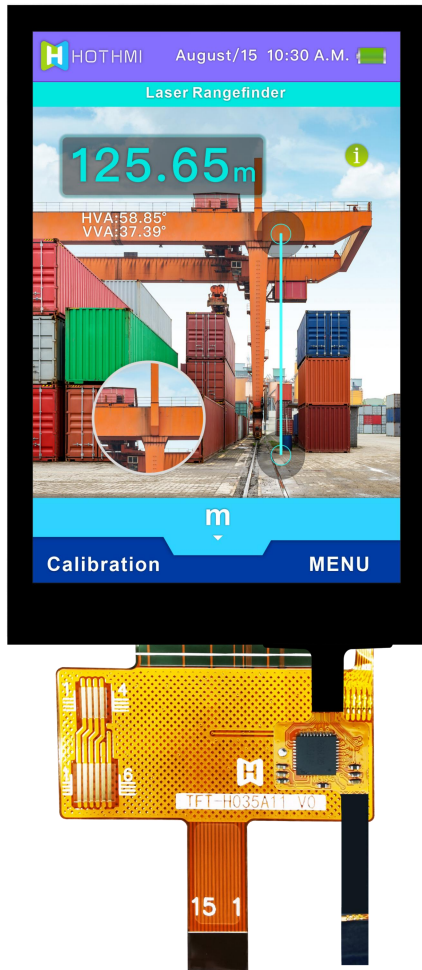 HOTHMI August/15 10:30 A.M.
Laser Rangefinder
125.65m
i
HVA:58.85°
VVA:37.39°
m
Calibration MENU
1 4
1 6
TFT-H035A11 V0
15 1